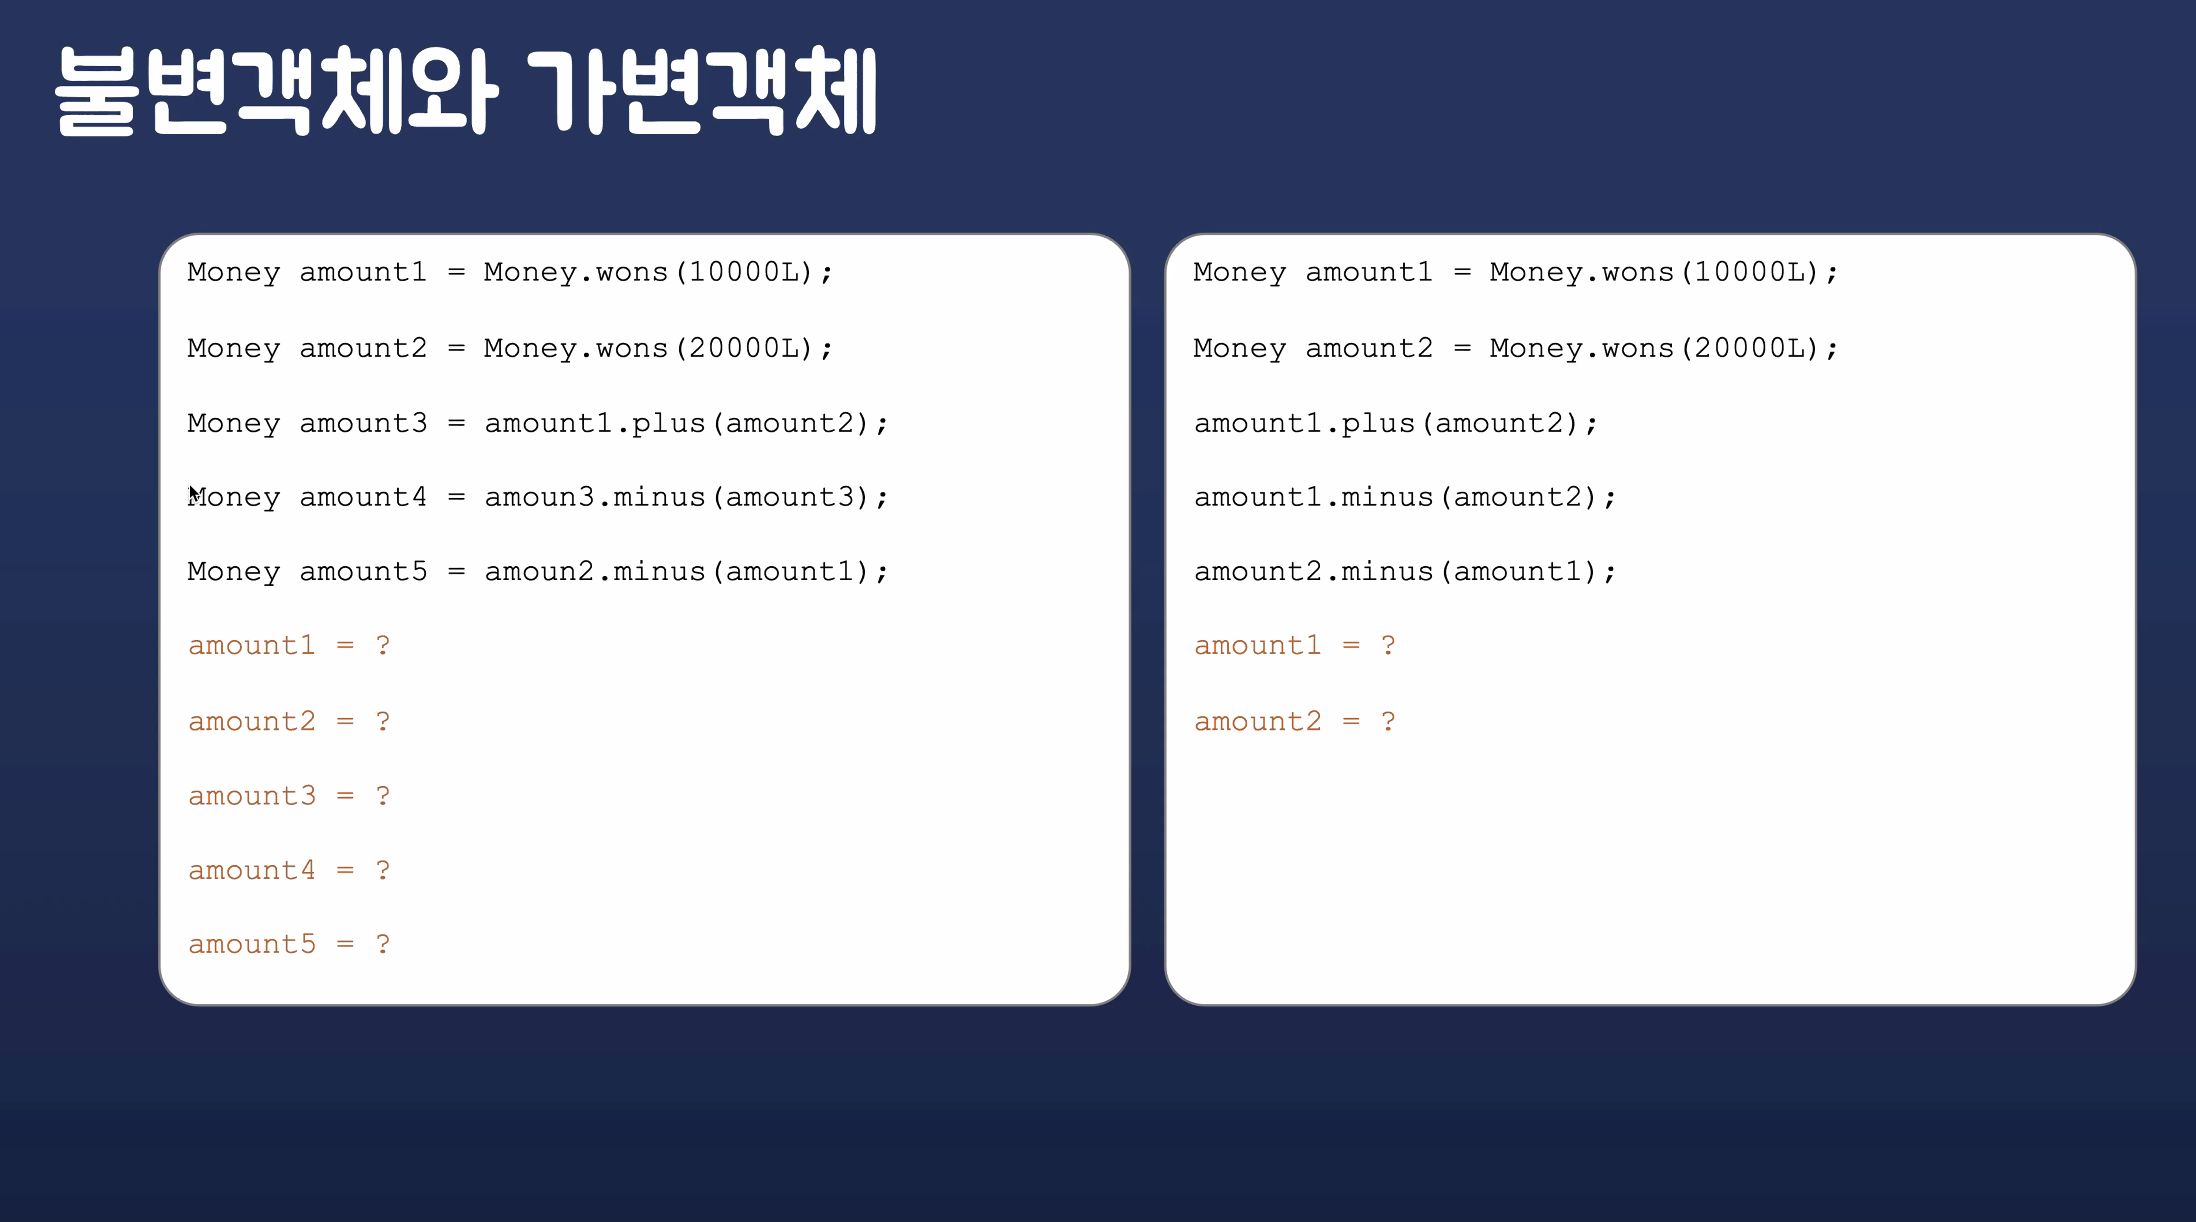 불변객체와 가변객체
Money amount1 = Money.wons(10000L);
Money amount2 = Money.wons(20000L);
Money amount3 = amount1.plus(amount2);
Money amount4 = amoun3.minus(amount3);
Money amount5 = amoun2.minus(amount1);
amount1 = ?
amount2 = ?
amount3 = ?
amount4 = ?
amount5 = ?
Money amount1 = Money.wons(10000L);
Money amount2 = Money.wons(20000L);
amount1.plus(amount2);
amount1.minus(amount2);
amount2.minus(amount1);
amount1 = ?
amount2 = ?